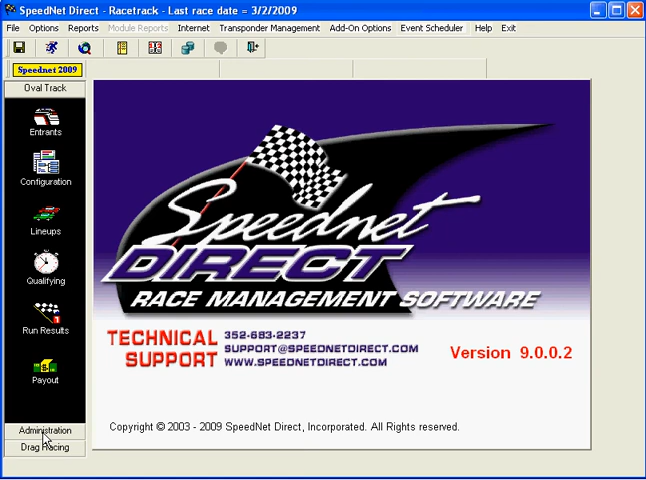 SpeedNet Direct - Racetrack - Last race date = 3/2/2009
File Options Reports Module Reports Internet Transponder Management Add-On Options Event Scheduler Help Exit
Speednet 2009
Oval Track
Entrants
Configuration
Lineups
Qualifying
Run Results
Payout
Administration
Drag Racing
Speednet
DIRECT
RACE MANAGEMENT SOFTWARE
TECHNICAL SUPPORT
352-683-2237
SUPPORT@SPEEDNETDIRECT.COM
WWW.SPEEDNETDIRECT.COM
Version 9.0.0.2
Copyright © 2003 - 2009 SpeedNet Direct, Incorporated. All Rights reserved.